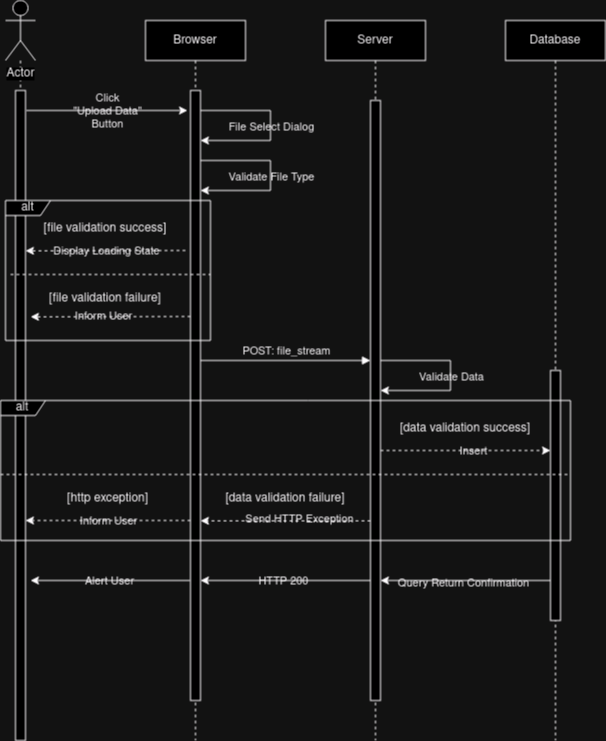 Browser
Server
Database
Actor
Click
"Upload Data"
Button
File Select Dialog
Validate File Type
alt
[file validation success]
Display Loading State
[file validation failure]
Inform User
POST: file_stream
Validate Data
alt
[data validation success]
Insert
[http exception]
[data validation failure]
Inform User
Send HTTP Exception
Alert User
HTTP 200
Query Return Confirmation